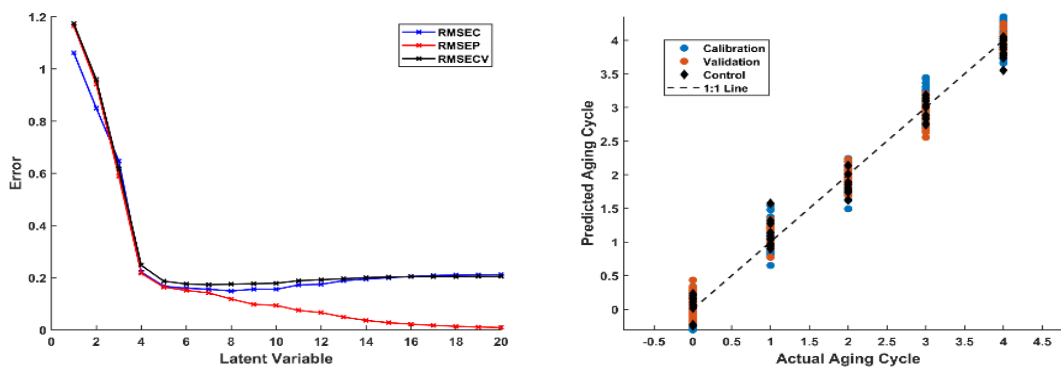 1.2
1
0.8
0.6
0.4
0.2
0
Error
0 2 4 6 8 10 12 14 16 18 20
Latent Variable
RMSEC
RMSEP
RMSECV
4
3.5
3
2.5
2
1.5
1
0.5
0
Predicted Aging Cycle
-0.5 0 0.5 1 1.5 2 2.5 3 3.5 4 4.5
Actual Aging Cycle
Calibration
Validation
Control
1:1 Line